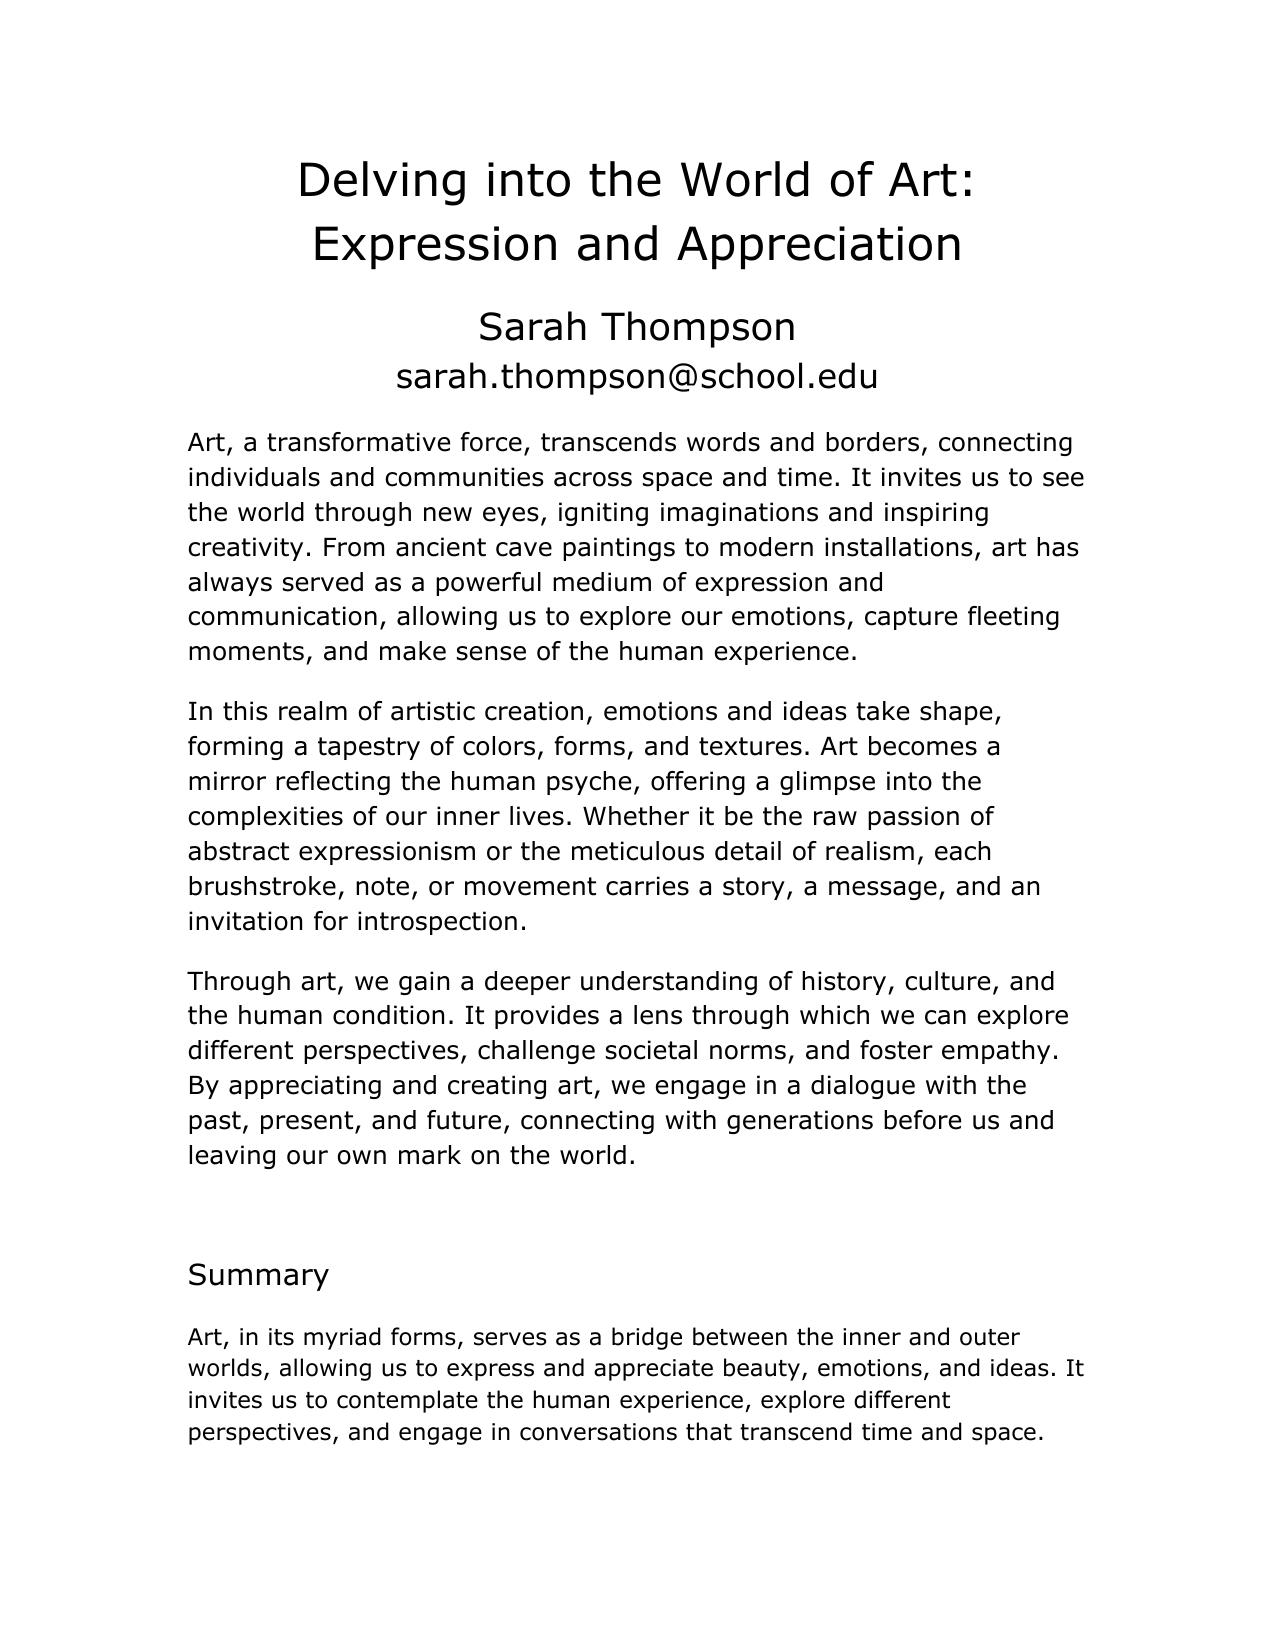 Delving into the World of Art:
Expression and Appreciation
Sarah Thompson
sarah.thompson@school.edu
Art, a transformative force, transcends words and borders, connecting
individuals and communities across space and time. It invites us to see
the world through new eyes, igniting imaginations and inspiring
creativity. From ancient cave paintings to modern installations, art has
always served as a powerful medium of expression and
communication, allowing us to explore our emotions, capture fleeting
moments, and make sense of the human experience.
In this realm of artistic creation, emotions and ideas take shape,
forming a tapestry of colors, forms, and textures. Art becomes a
mirror reflecting the human psyche, offering a glimpse into the
complexities of our inner lives. Whether it be the raw passion of
abstract expressionism or the meticulous detail of realism, each
brushstroke, note, or movement carries a story, a message, and an
invitation for introspection.
Through art, we gain a deeper understanding of history, culture, and
the human condition. It provides a lens through which we can explore
different perspectives, challenge societal norms, and foster empathy.
By appreciating and creating art, we engage in a dialogue with the
past, present, and future, connecting with generations before us and
leaving our own mark on the world.
Summary
Art, in its myriad forms, serves as a bridge between the inner and outer
worlds, allowing us to express and appreciate beauty, emotions, and ideas. It
invites us to contemplate the human experience, explore different
perspectives, and engage in conversations that transcend time and space.